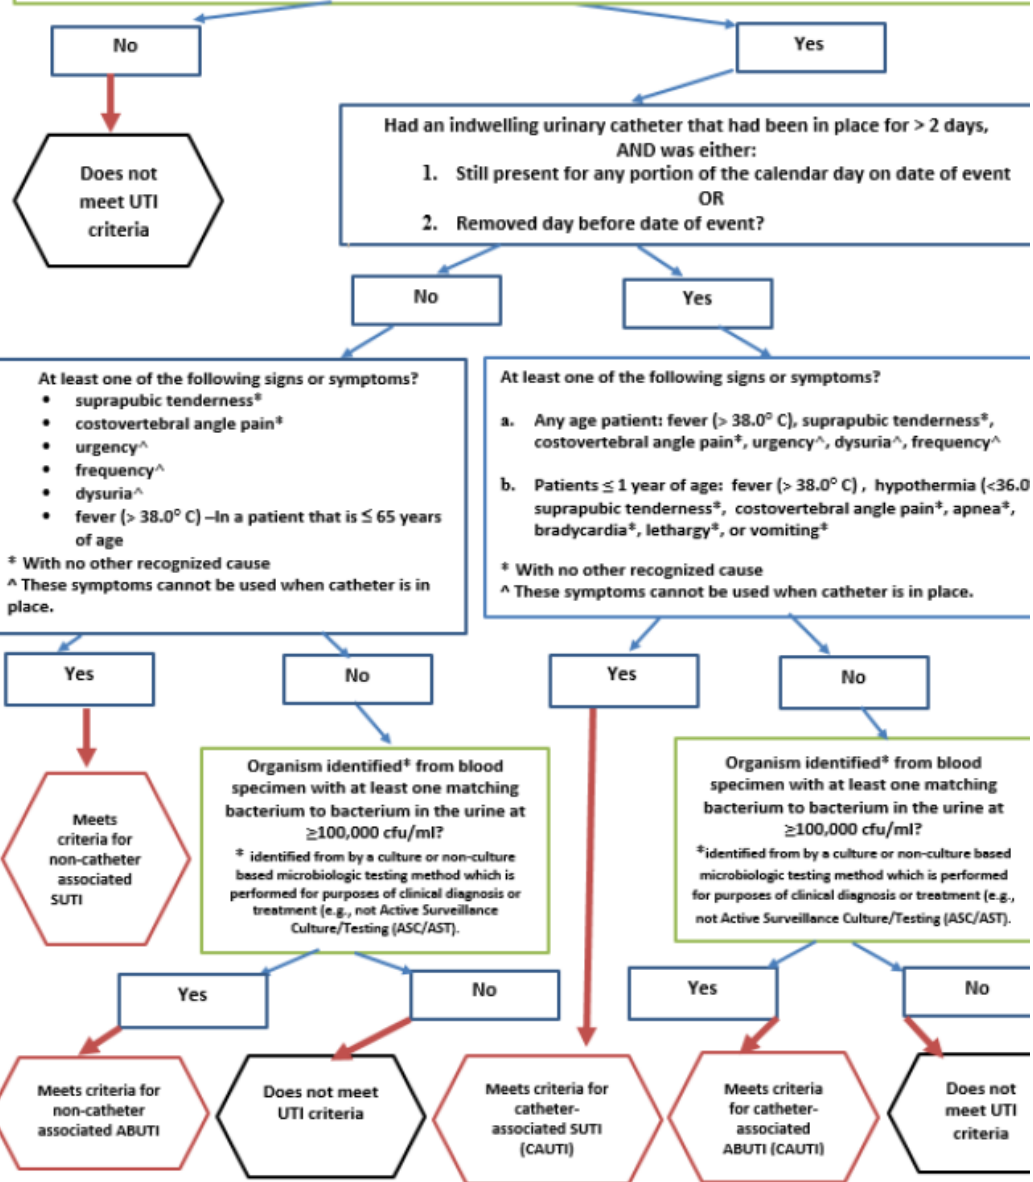 No
Yes
Does not
meet UTI
criteria
Had an indwelling urinary catheter that had been in place for > 2 days,
AND was either:
1. Still present for any portion of the calendar day on date of event
OR
2. Removed day before date of event?
No
Yes
At least one of the following signs or symptoms?
• suprapubic tenderness*
• costovertebral angle pain*
• urgency^
• frequency^
• dysuria^
• fever (> 38.0° C) –In a patient that is ≤ 65 years
of age
* With no other recognized cause
^ These symptoms cannot be used when catheter is in
place.
At least one of the following signs or symptoms?
a. Any age patient: fever (> 38.0° C), suprapubic tenderness*,
costovertebral angle pain*, urgency^, dysuria^, frequency^
b. Patients ≤ 1 year of age: fever (> 38.0° C) , hypothermia (<36.0°
suprapubic tenderness*, costovertebral angle pain*, apnea*,
bradycardia*, lethargy*, or vomiting*
* With no other recognized cause
^ These symptoms cannot be used when catheter is in place.
Yes
No
Yes
No
Meets
criteria for
non-catheter
associated
SUTI
Organism identified* from blood
specimen with at least one matching
bacterium to bacterium in the urine at
≥100,000 cfu/ml?
* identified from by a culture or non-culture
based microbiologic testing method which is
performed for purposes of clinical diagnosis or
treatment (e.g., not Active Surveillance
Culture/Testing (ASC/AST).
Organism identified* from blood
specimen with at least one matching
bacterium to bacterium in the urine at
≥100,000 cfu/ml?
*identified from by a culture or non-culture based
microbiologic testing method which is performed
for purposes of clinical diagnosis or treatment (e.g.,
not Active Surveillance Culture/Testing (ASC/AST).
Yes
No
Yes
No
Meets criteria for
non-catheter
associated ABUTI
Does not meet
UTI criteria
Meets criteria for
catheter-
associated SUTI
(CAUTI)
Meets criteria
for catheter-
associated
ABUTI (CAUTI)
Does not
meet UTI
criteria